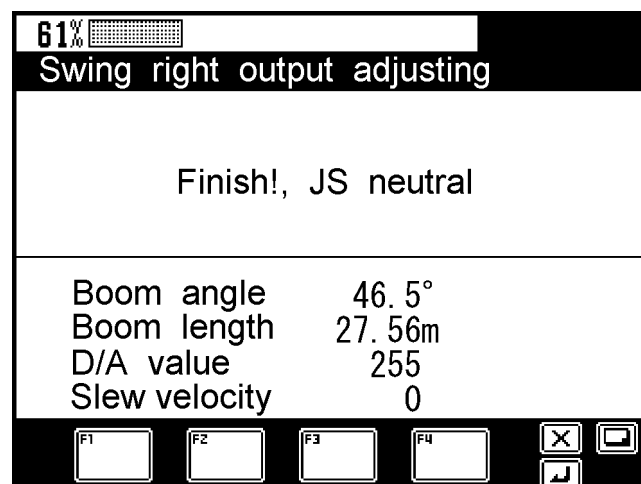 61%
Swing right output adjusting
Finish!, JS neutral
Boom angle 46.5°
Boom length 27.56m
D/A value 255
Slew velocity 0
F1 F2 F3 F4